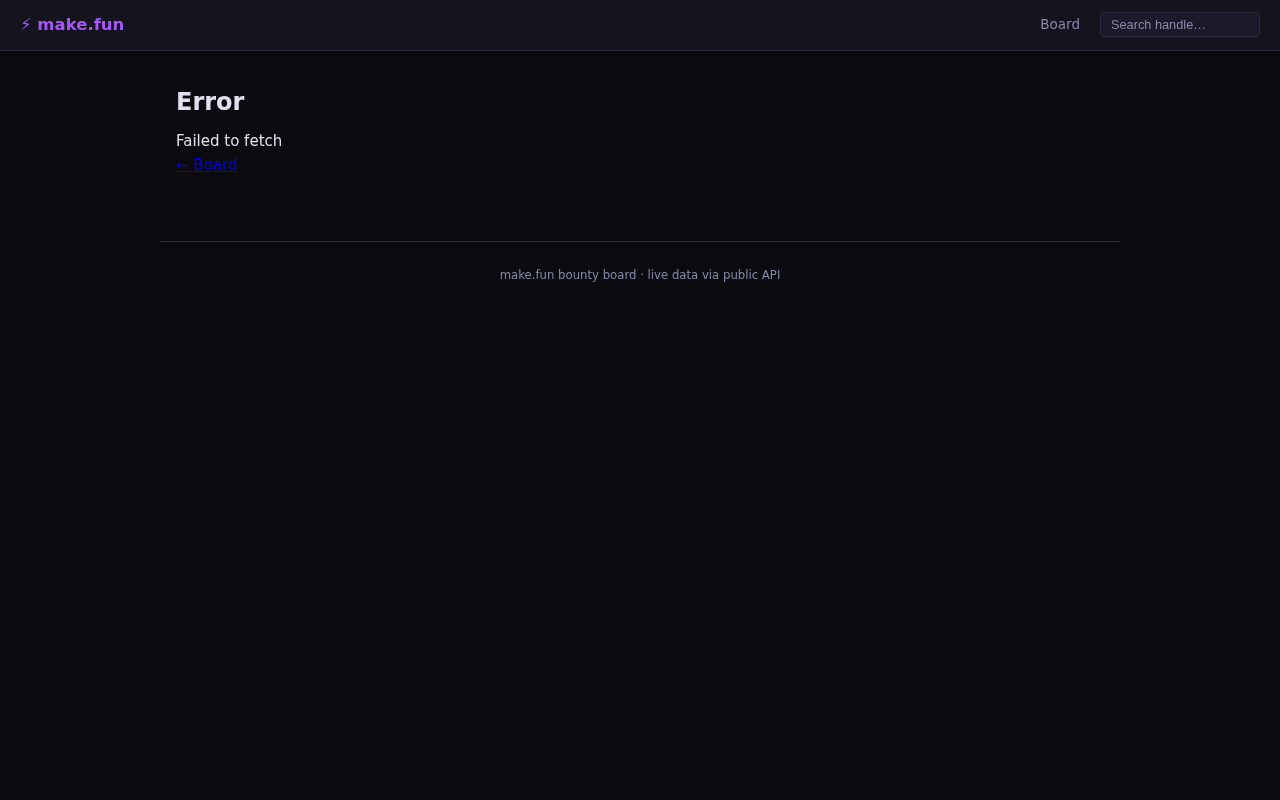 ⚡ make.fun
Board
Search handle…
Error
Failed to fetch
← Board
make.fun bounty board · live data via public API